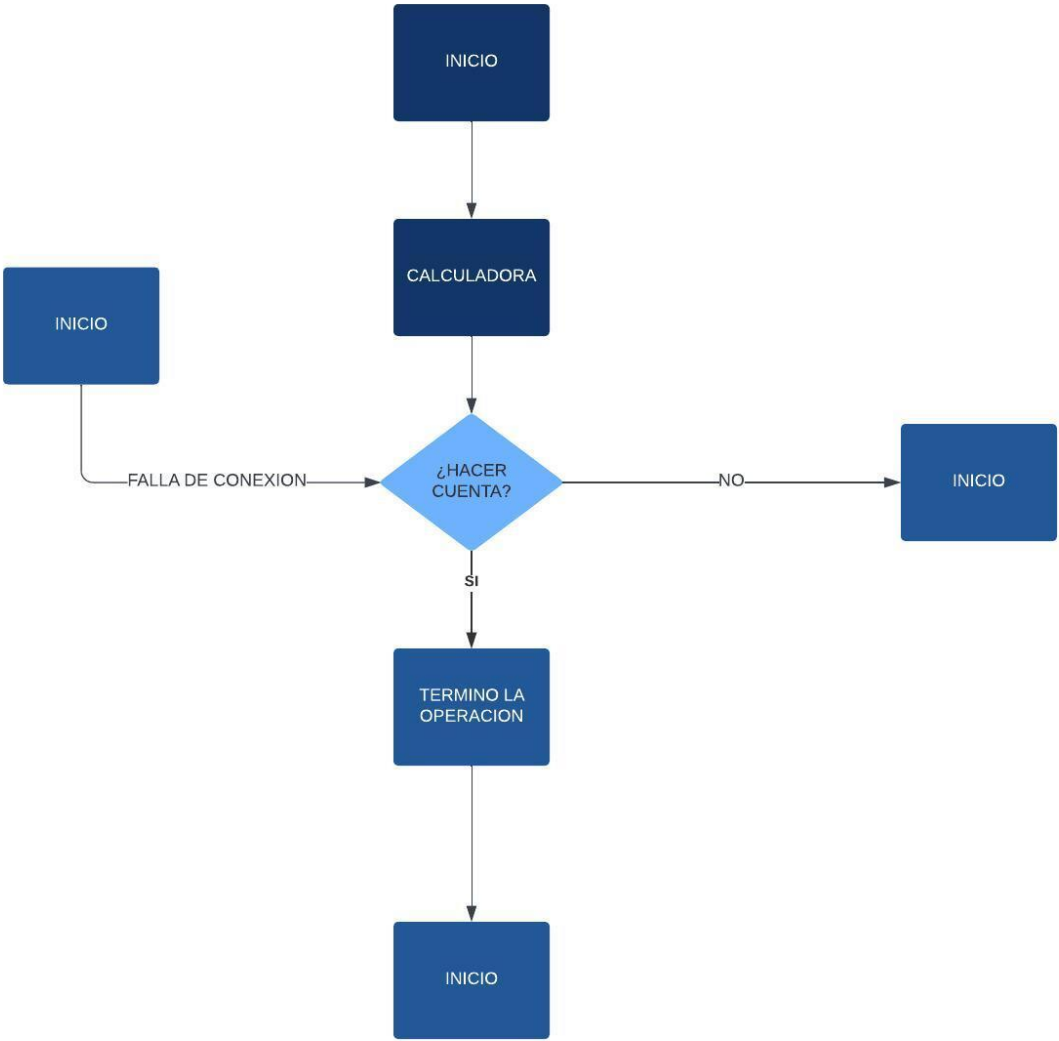 INICIO
CALCULADORA
INICIO
¿HACER
CUENTA?
FALLA DE CONEXION
NO
INICIO
SI
TERMINO LA
OPERACION
INICIO